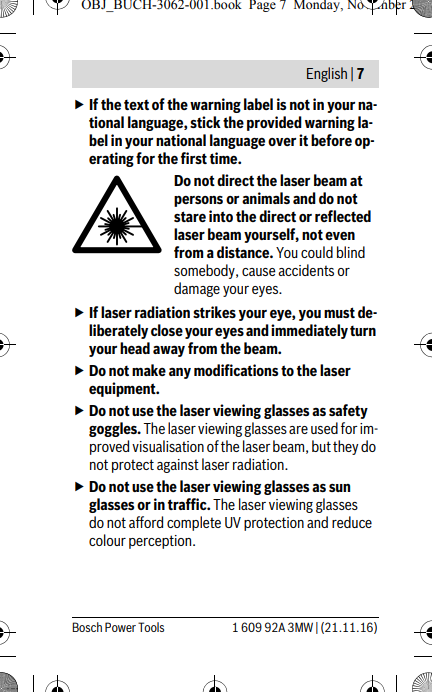 OBJ_BUCH-3062-001.book Page 7 Monday, No
English | 7
▶ If the text of the warning label is not in your na-
tional language, stick the provided warning la-
bel in your national language over it before op-
erating for the first time.
Do not direct the laser beam at
persons or animals and do not
stare into the direct or reflected
laser beam yourself, not even
from a distance. You could blind
somebody, cause accidents or
damage your eyes.
▶ If laser radiation strikes your eye, you must de-
liberately close your eyes and immediately turn
your head away from the beam.
▶ Do not make any modifications to the laser
equipment.
▶ Do not use the laser viewing glasses as safety
goggles. The laser viewing glasses are used for im-
proved visualisation of the laser beam, but they do
not protect against laser radiation.
▶ Do not use the laser viewing glasses as sun
glasses or in traffic. The laser viewing glasses
do not afford complete UV protection and reduce
colour perception.
Bosch Power Tools 1 609 92A 3MW | (21.11.16)